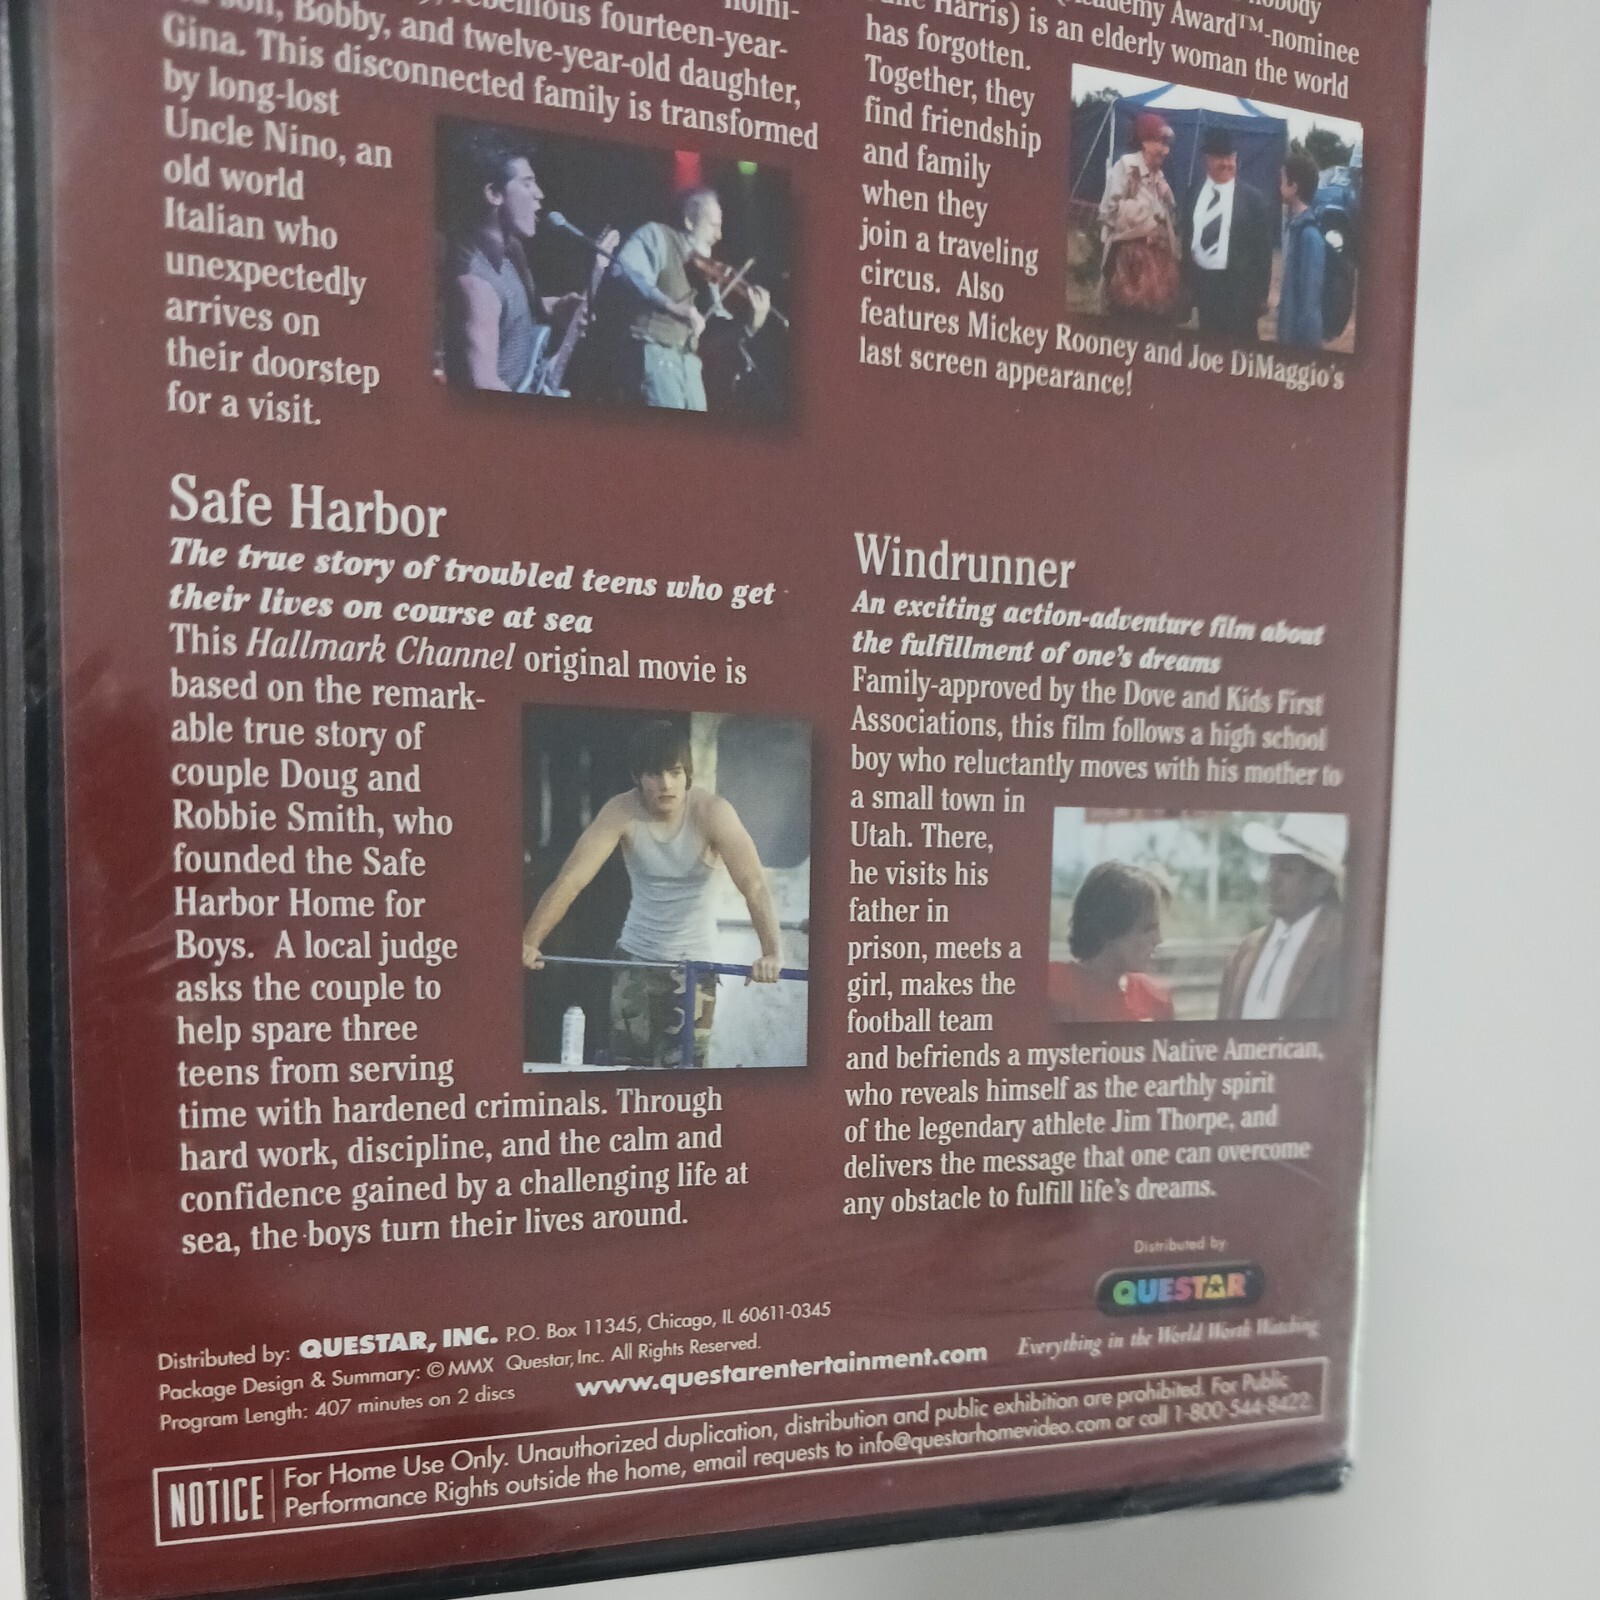 Bobby, and twelve-year-old daughter,
fourteen-year-
Gina. This disconnected family is transformed
by long-lost
Uncle Nino, an
old world
Italian who
unexpectedly
arrives on
their doorstep
for a visit.
nobody
Academy Award™-nominee
Harris) is an elderly woman the world
has forgotten.
Together, they
find friendship
and family
when they
join a traveling
circus. Also
features Mickey Rooney and Joe DiMaggio's
last screen appearance!
Safe Harbor
The true story of troubled teens who get
their lives on course at sea
This Hallmark Channel original movie is
based on the remark-
able true story of
couple Doug and
Robbie Smith, who
founded the Safe
Harbor Home for
Boys. A local judge
asks the couple to
help spare three
teens from serving
time with hardened criminals. Through
hard work, discipline, and the calm and
confidence gained by a challenging life at
sea, the boys turn their lives around.
Windrunner
An exciting action-adventure film about
the fulfillment of one's dreams
Family-approved by the Dove and Kids First
Associations, this film follows a high school
boy who reluctantly moves with his mother to
a small town in
Utah. There,
he visits his
father in
prison, meets a
girl, makes the
football team
and befriends a mysterious Native American,
who reveals himself as the earthly spirit
of the legendary athlete Jim Thorpe, and
delivers the message that one can overcome
any obstacle to fulfill life's dreams.
Distributed by
QUESTAR
Everything in the World Worth Watching
Distributed by: QUESTAR, INC. P.O. Box 11345, Chicago, IL 60611-0345
Package Design & Summary: © MMX Questar, Inc. All Rights Reserved.
Program Length: 407 minutes on 2 discs www.questarentertainment.com
NOTICE
For Home Use Only. Unauthorized duplication, distribution and public exhibition are prohibited. For Public
Performance Rights outside the home, email requests to info@questarhomevideo.com or call 1-800-544-8422.